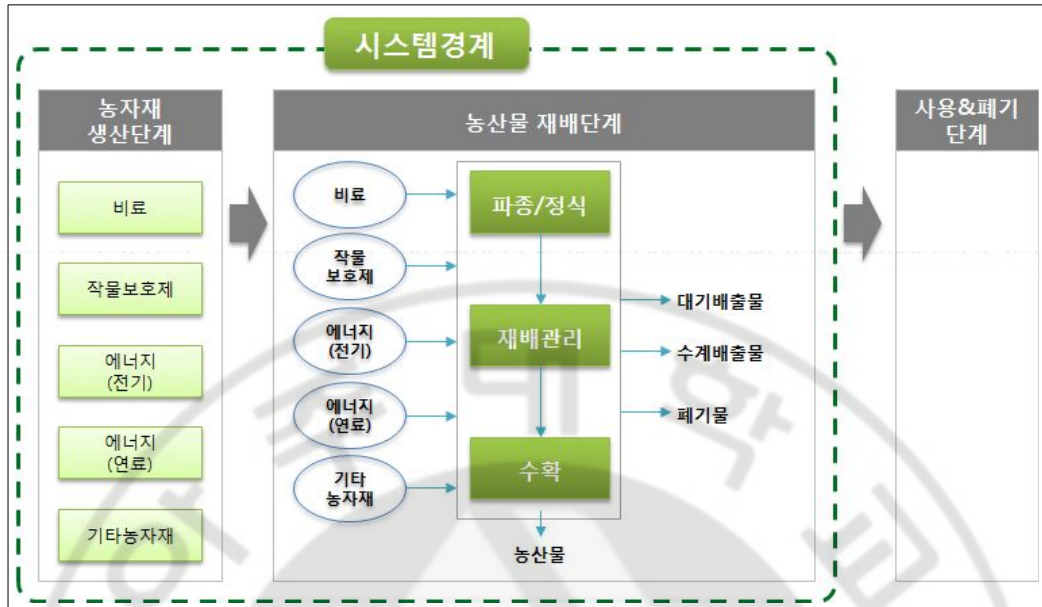 시스템경계
농자재
생산단계
비료
작물보호제
에너지
(전기)
에너지
(연료)
기타농자재
농산물 재배단계
비료
작물
보호제
에너지
(전기)
에너지
(연료)
기타
농자재
파종/정식
재배관리
수확
농산물
대기배출물
수계배출물
폐기물
사용&폐기
단계
아주대학교